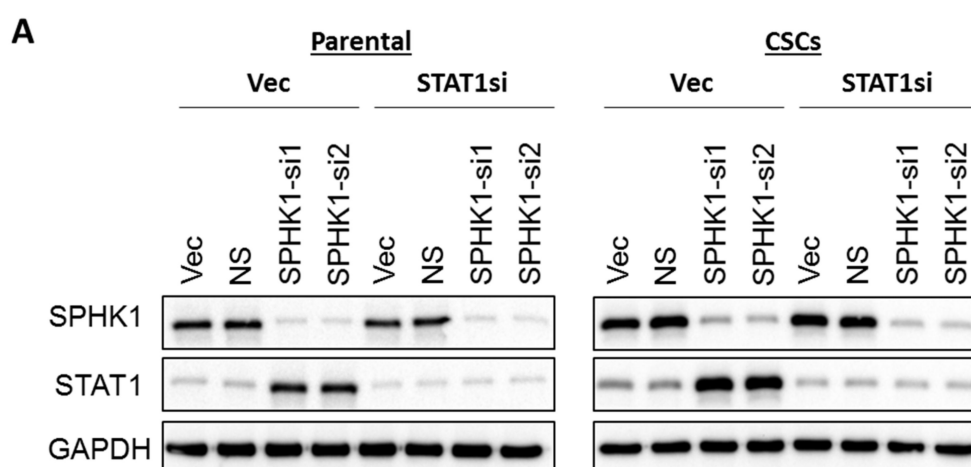 A
Parental CSCs
Vec STAT1si Vec STAT1si
Vec NS SPHK1-si1 SPHK1-si2 Vec NS SPHK1-si1 SPHK1-si2 Vec NS SPHK1-si1 SPHK1-si2 Vec NS SPHK1-si1 SPHK1-si2
SPHK1
STAT1
GAPDH